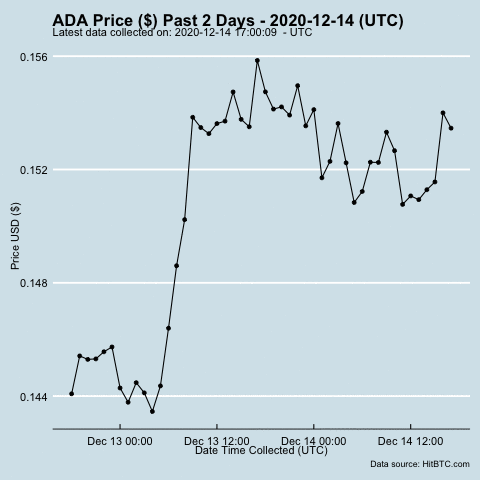 ADA Price ($) Past 2 Days - 2020-12-14 (UTC)
Latest data collected on: 2020-12-14 17:00:09  - UTC
0.156
0.152
0.148
0.144
Price USD ($)
Dec 13 00:00 Dec 13 12:00 Dec 14 00:00 Dec 14 12:00
Date Time Collected (UTC)
Data source: HitBTC.com